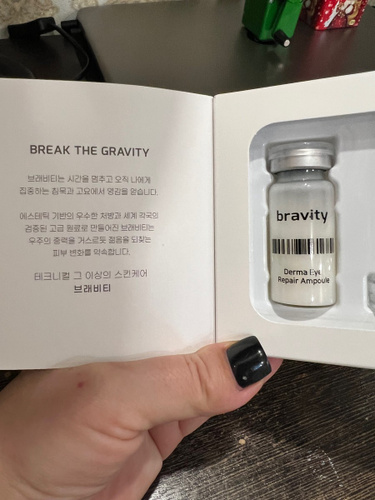 BREAK THE GRAVITY
브래비티는 시간을 멈추고 오직 나에게
집중하는 침묵과 고요에서 영감을 얻습니다.
에스테틱 기반의 우수한 처방과 세계 각국의
검증된 고급 원료로 만들어진 브래비티는
우주의 중력을 거스르듯 젊음을 되찾는
피부 변화를 약속합니다.
테크니컬 그 이상의 스킨케어
브래비티
bravity
Derma Eye
Repair Ampoule